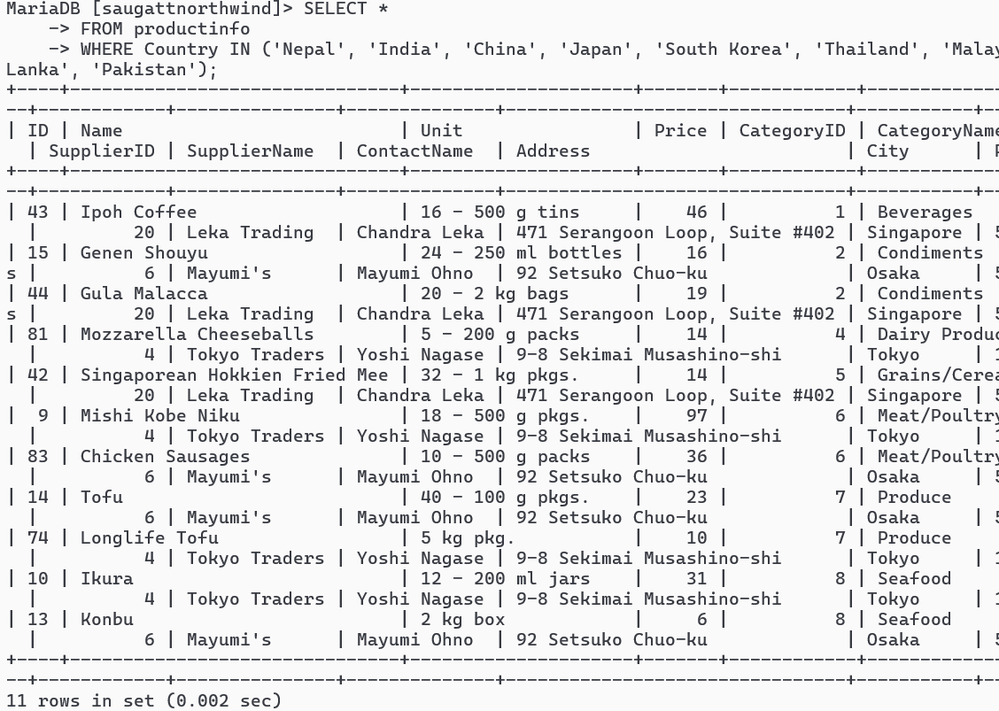 MariaDB [saugattnorthwind]> SELECT *
    -> FROM productinfo
    -> WHERE Country IN ('Nepal', 'India', 'China', 'Japan', 'South Korea', 'Thailand', 'Malay
Lanka', 'Pakistan');
+----+-------------------------------+---------------------+-------+------------+-------------
--+------------+---------------+--------------+--------------------------------+-----------+--
| ID | Name                          | Unit                | Price | CategoryID | CategoryName
  | SupplierID | SupplierName  | ContactName  | Address                        | City      | P
+----+-------------------------------+---------------------+-------+------------+-------------
--+------------+---------------+--------------+--------------------------------+-----------+--
| 43 | Ipoh Coffee                   | 16 - 500 g tins     |    46 |          1 | Beverages
  |         20 | Leka Trading  | Chandra Leka | 471 Serangoon Loop, Suite #402 | Singapore | 5
| 15 | Genen Shouyu                  | 24 - 250 ml bottles |    16 |          2 | Condiments
s |          6 | Mayumi's      | Mayumi Ohno  | 92 Setsuko Chuo-ku             | Osaka     | 5
| 44 | Gula Malacca                  | 20 - 2 kg bags      |    19 |          2 | Condiments
s |         20 | Leka Trading  | Chandra Leka | 471 Serangoon Loop, Suite #402 | Singapore | 5
| 81 | Mozzarella Cheeseballs        | 5 - 200 g packs     |    14 |          4 | Dairy Produc
  |          4 | Tokyo Traders | Yoshi Nagase | 9-8 Sekimai Musashino-shi      | Tokyo     | 1
| 42 | Singaporean Hokkien Fried Mee | 32 - 1 kg pkgs.     |    14 |          5 | Grains/Cerea
  |         20 | Leka Trading  | Chandra Leka | 471 Serangoon Loop, Suite #402 | Singapore | 5
|  9 | Mishi Kobe Niku               | 18 - 500 g pkgs.    |    97 |          6 | Meat/Poultry
  |          4 | Tokyo Traders | Yoshi Nagase | 9-8 Sekimai Musashino-shi      | Tokyo     | 1
| 83 | Chicken Sausages              | 10 - 500 g packs    |    36 |          6 | Meat/Poultry
  |          6 | Mayumi's      | Mayumi Ohno  | 92 Setsuko Chuo-ku             | Osaka     | 5
| 14 | Tofu                          | 40 - 100 g pkgs.    |    23 |          7 | Produce
  |          6 | Mayumi's      | Mayumi Ohno  | 92 Setsuko Chuo-ku             | Osaka     | 5
| 74 | Longlife Tofu                 | 5 kg pkg.           |    10 |          7 | Produce
  |          4 | Tokyo Traders | Yoshi Nagase | 9-8 Sekimai Musashino-shi      | Tokyo     | 1
| 10 | Ikura                         | 12 - 200 ml jars    |    31 |          8 | Seafood
  |          4 | Tokyo Traders | Yoshi Nagase | 9-8 Sekimai Musashino-shi      | Tokyo     | 1
| 13 | Konbu                         | 2 kg box            |     6 |          8 | Seafood
  |          6 | Mayumi's      | Mayumi Ohno  | 92 Setsuko Chuo-ku             | Osaka     | 5
+----+-------------------------------+---------------------+-------+------------+-------------
--+------------+---------------+--------------+--------------------------------+-----------+--
11 rows in set (0.002 sec)